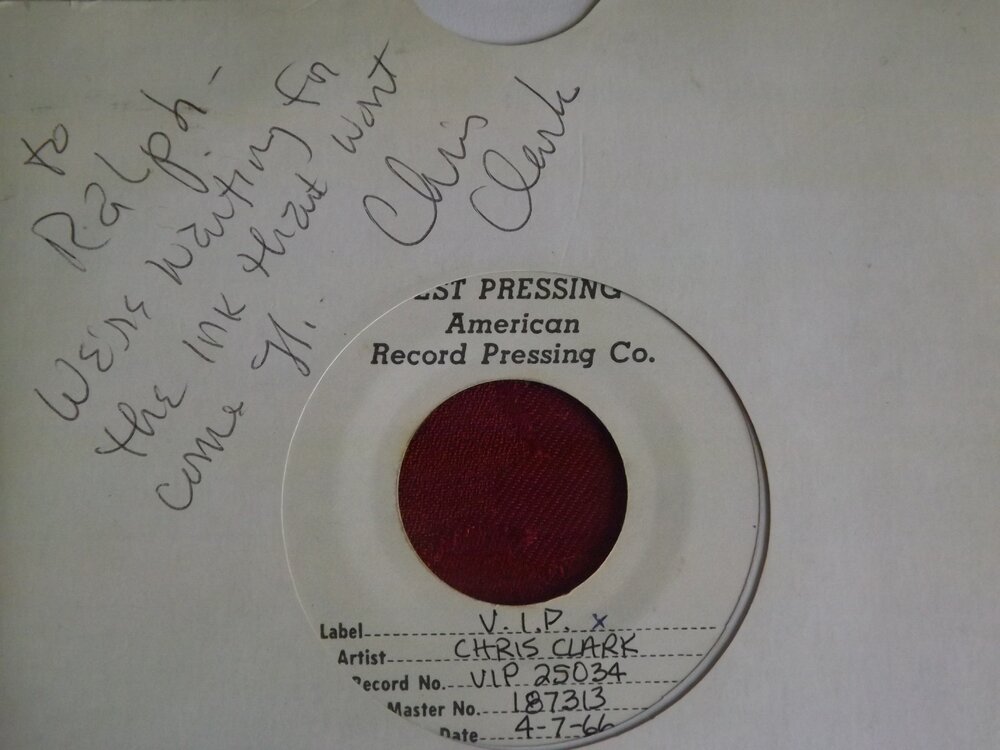 to
Ralph -
We're waiting for
the ink that wont
come off.
Chris
Clark
EST PRESSING
American
Record Pressing Co.
Label V.I.P. x
Artist CHRIS CLARK
Record No. VIP 25034
Master No. 187313
Date 4-7-66